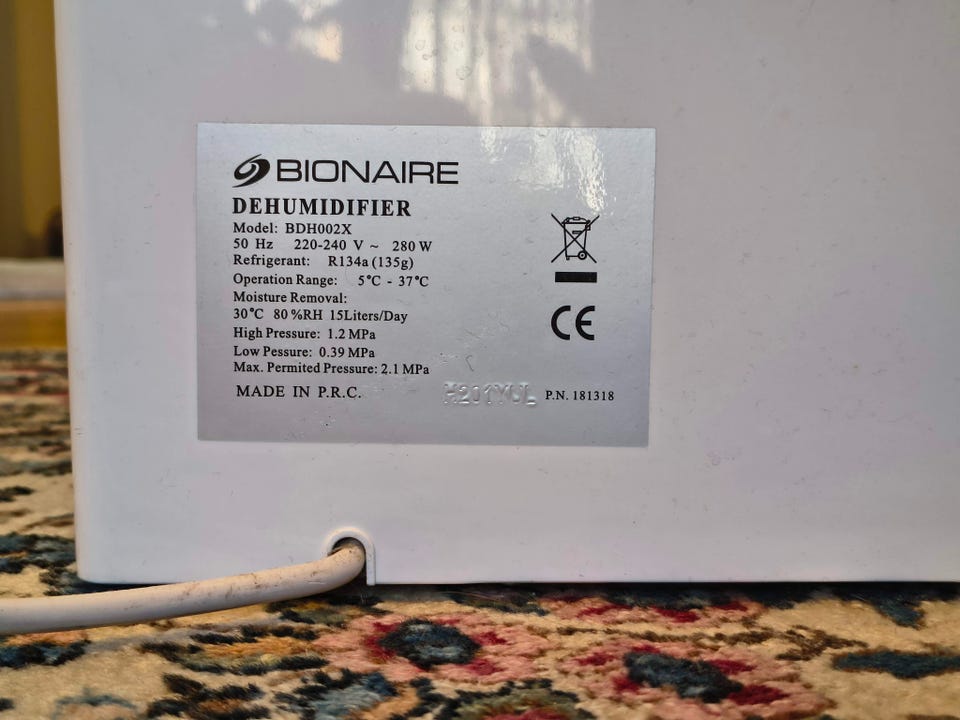 BIONAIRE
DEHUMIDIFIER
Model: BDH002X
50 Hz 220-240 V ~ 280 W
Refrigerant: R134a (135g)
Operation Range: 5°C - 37°C
Moisture Removal:
30°C 80%RH 15Liters/Day
High Pressure: 1.2 MPa
Low Pessure: 0.39 MPa
Max. Permited Pressure: 2.1 MPa
MADE IN P.R.C. H201YUL P.N. 181318
CE